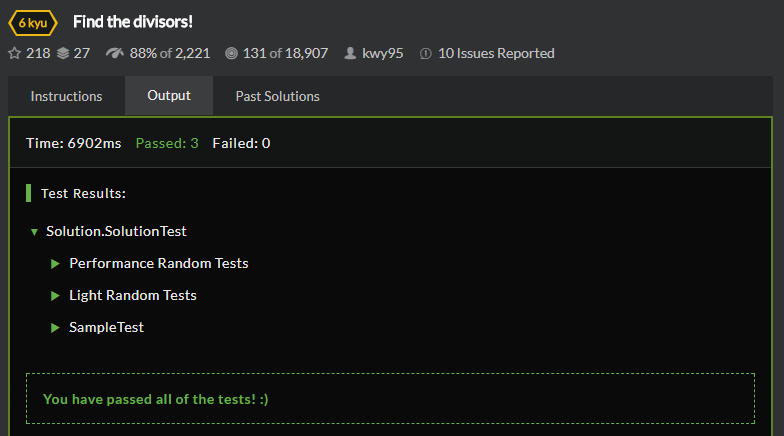 6 kyu Find the divisors!
218 27 88% of 2,221 131 of 18,907 kwy95 10 Issues Reported
Instructions Output Past Solutions
Time: 6902ms Passed: 3 Failed: 0
Test Results:
Solution.SolutionTest
Performance Random Tests
Light Random Tests
SampleTest
You have passed all of the tests! :)